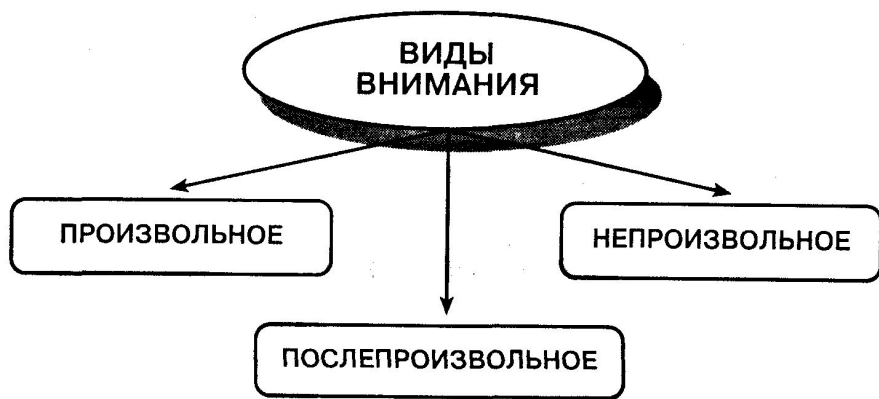 ВИДЫ
ВНИМАНИЯ
ПРОИЗВОЛЬНОЕ
НЕПРОИЗВОЛЬНОЕ
ПОСЛЕПРОИЗВОЛЬНОЕ